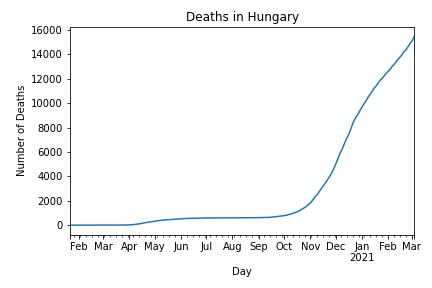 Deaths in Hungary
16000
14000
12000
10000
8000
6000
4000
2000
0
Number of Deaths
Feb Mar Apr May Jun Jul Aug Sep Oct Nov Dec Jan Feb Mar
2021
Day